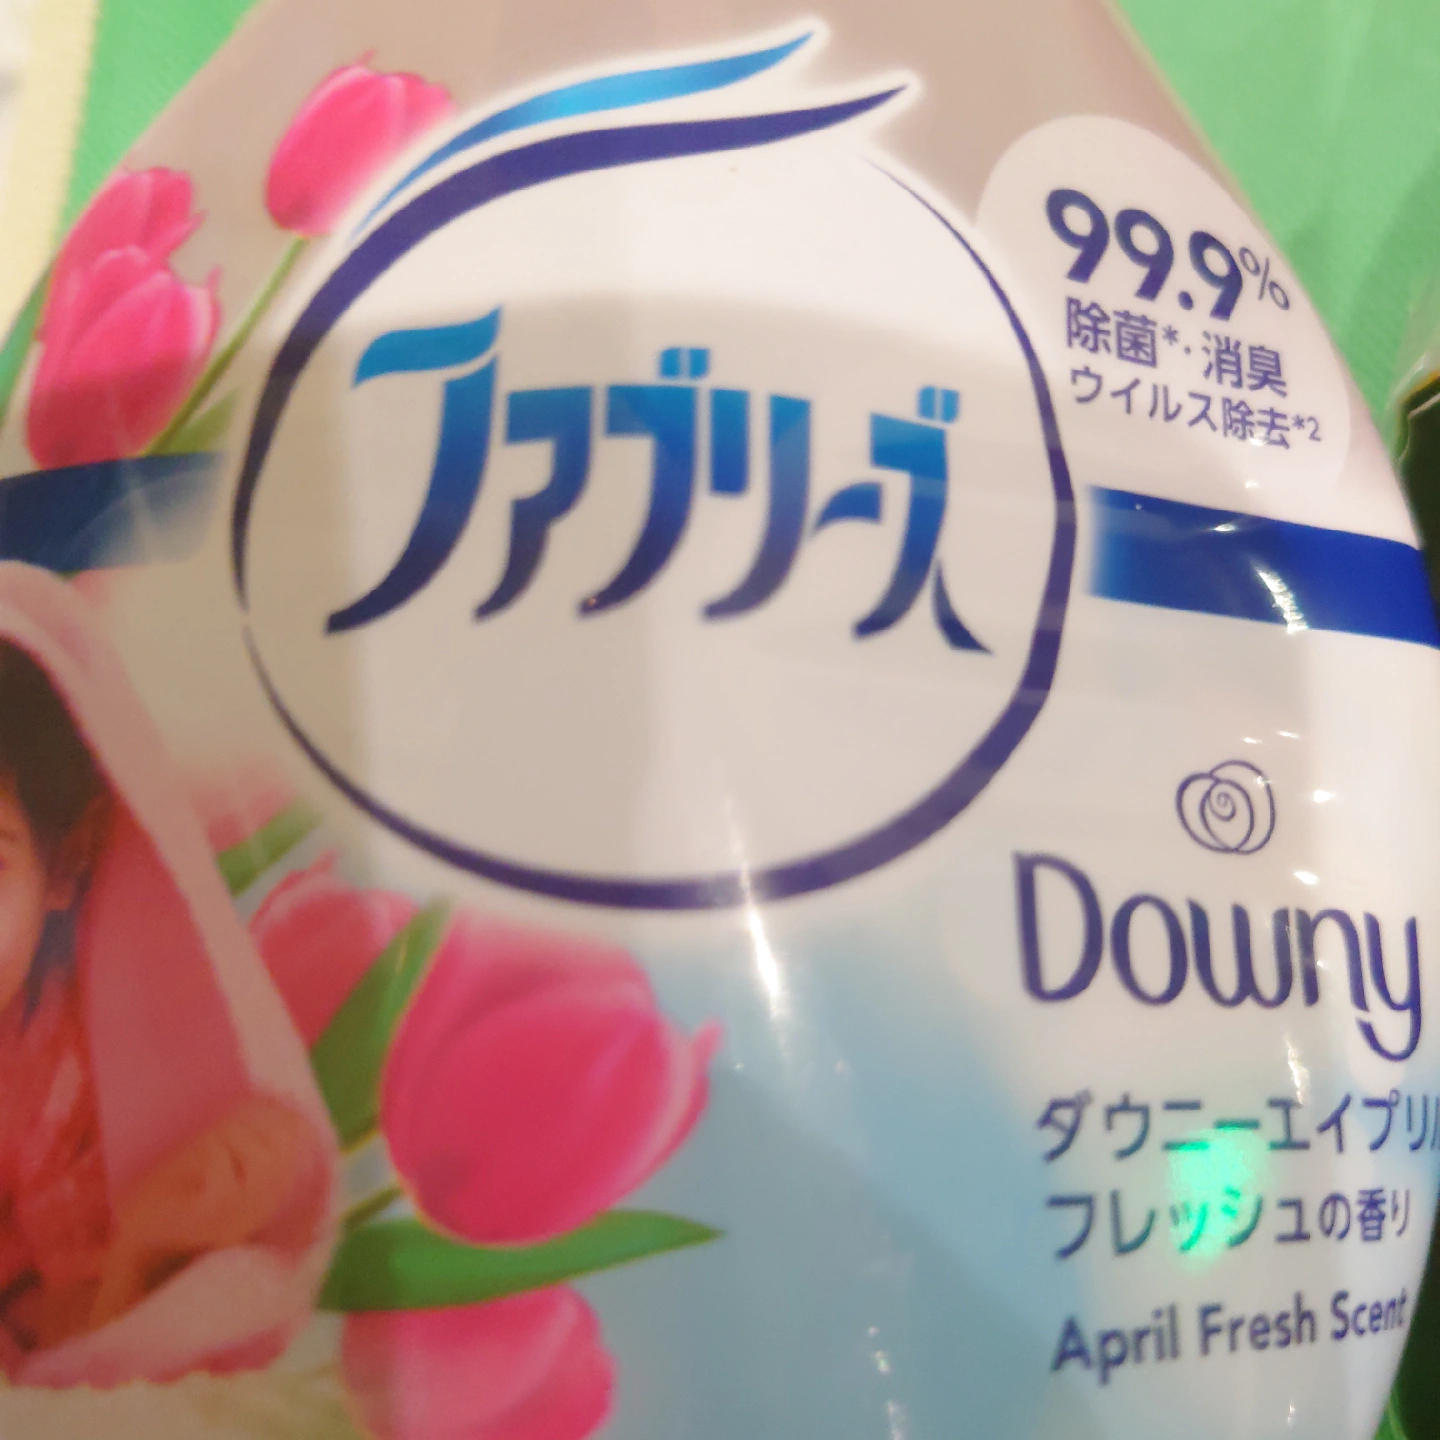 ファブリーズ
99.9%
除菌*・消臭
ウイルス除去*2
Downy
ダウニーエイプリル
フレッシュの香り
April Fresh Scent